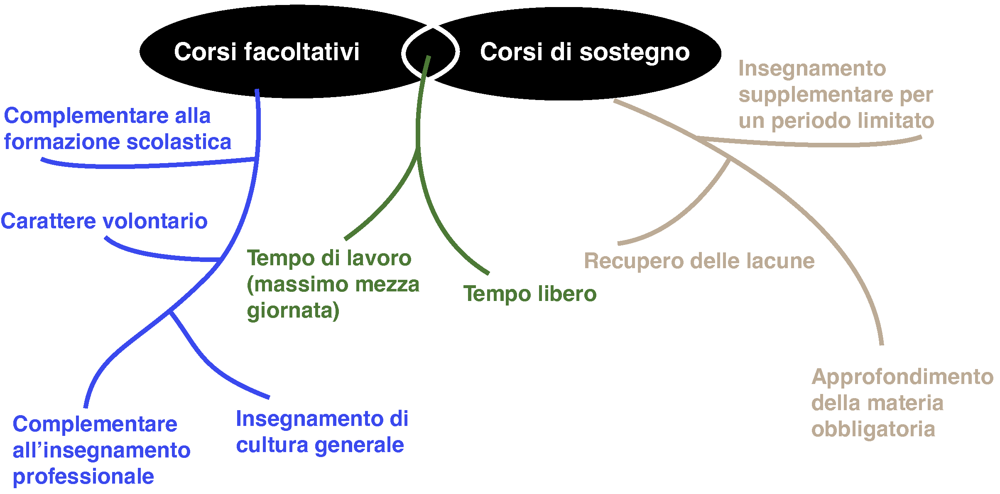 Corsi facoltativi
Corsi di sostegno
Complementare alla
formazione scolastica
Carattere volontario
Complementare
all’insegnamento
professionale
Insegnamento di
cultura generale
Tempo di lavoro
(massimo mezza
giornata)
Tempo libero
Insegnamento
supplementare per
un periodo limitato
Recupero delle lacune
Approfondimento
della materia
obbligatoria